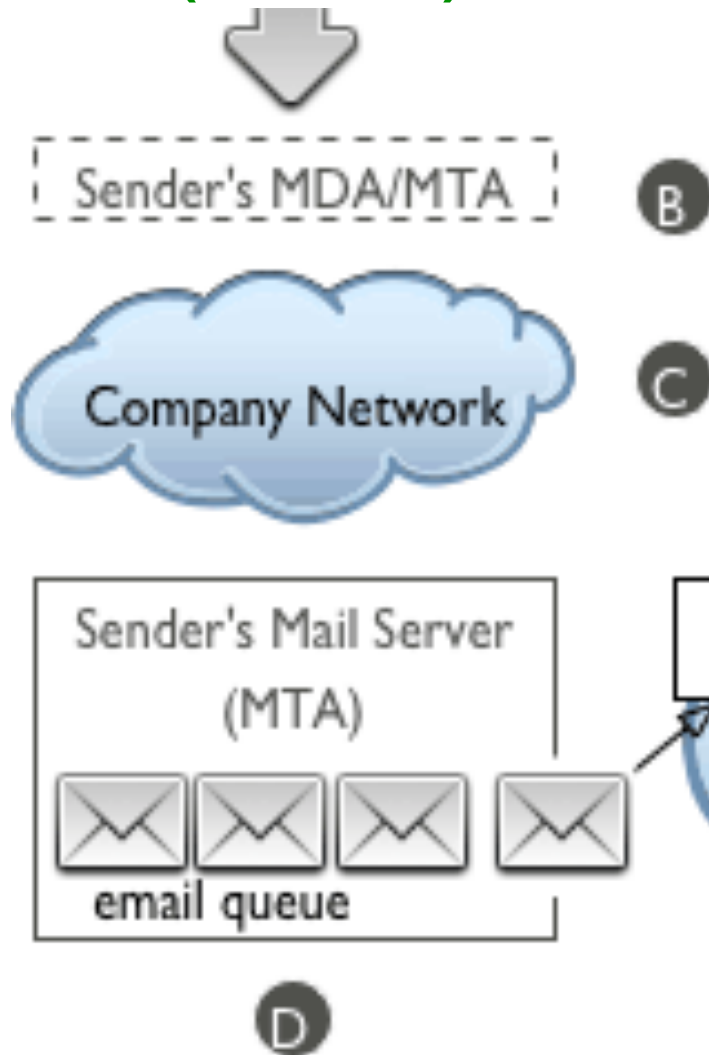 Sender's MDA/MTA
B
Company Network
C
Sender's Mail Server
(MTA)
email queue
D